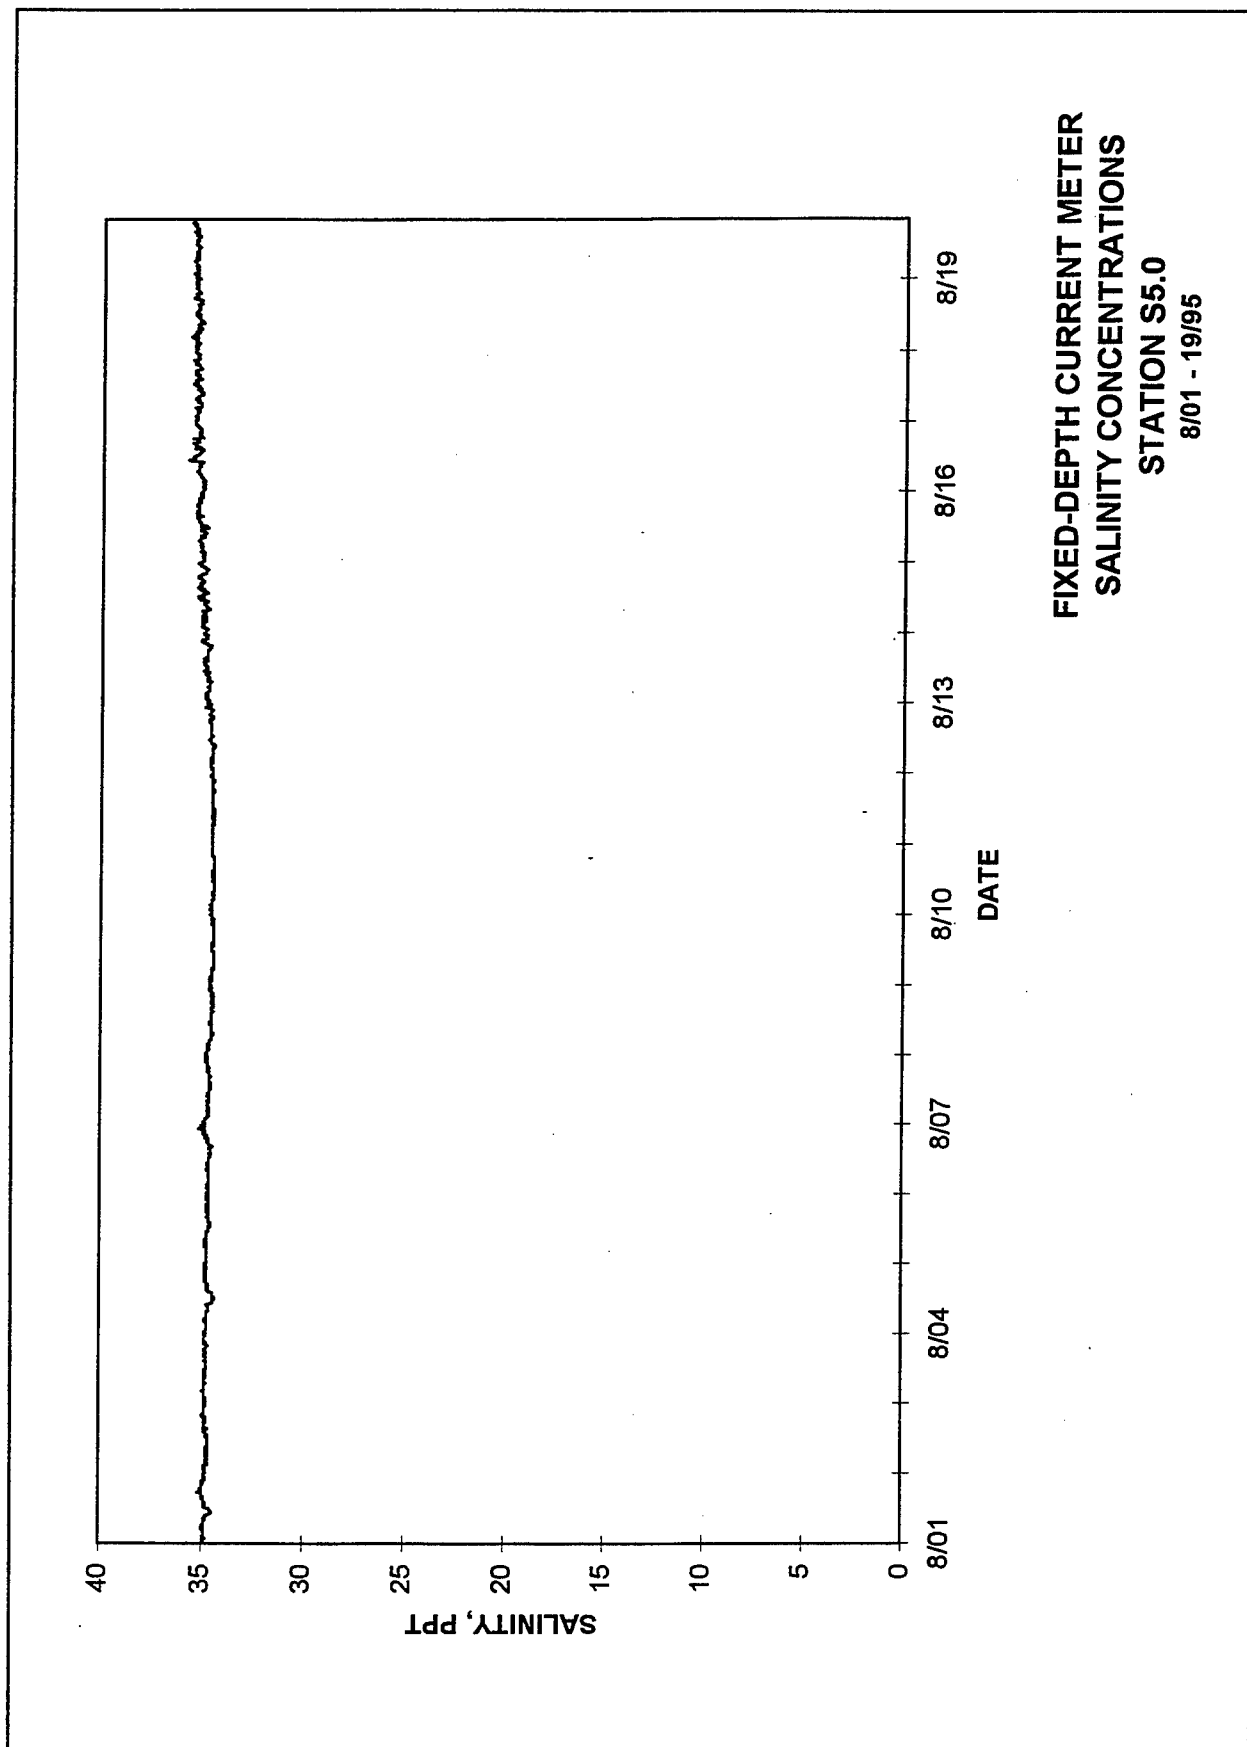 40
35
30
25
20
15
10
5
0
SALINITY, PPT
8/01
8/04
8/07
8/10
8/13
8/16
8/19
DATE
FIXED-DEPTH CURRENT METER
SALINITY CONCENTRATIONS
STATION S5.0
8/01 - 19/95